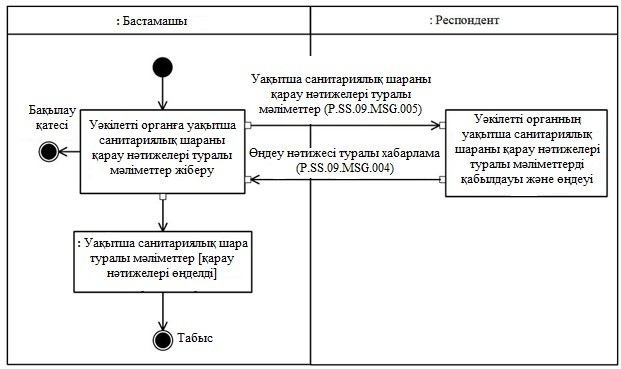 : Бастамашы
: Респондент
Уақытша санитариялық шараны
қарау нәтижелері туралы
мәліметтер (P.SS.09.MSG.005)
Бақылау
қатесі
Уәкілетті органға уақытша
санитариялық шараны
қарау нәтижелері туралы
мәліметтер жіберу
Өңдеу нәтижесі туралы хабарлама
(P.SS.09.MSG.004)
Уәкілетті органның
уақытша санитариялық
шараны қарау нәтижелері
туралы мәліметтерді
қабылдауы және өңдеуі
: Уақытша санитариялық шара
туралы мәліметтер [қарау
нәтижелері өңделді]
Табыс